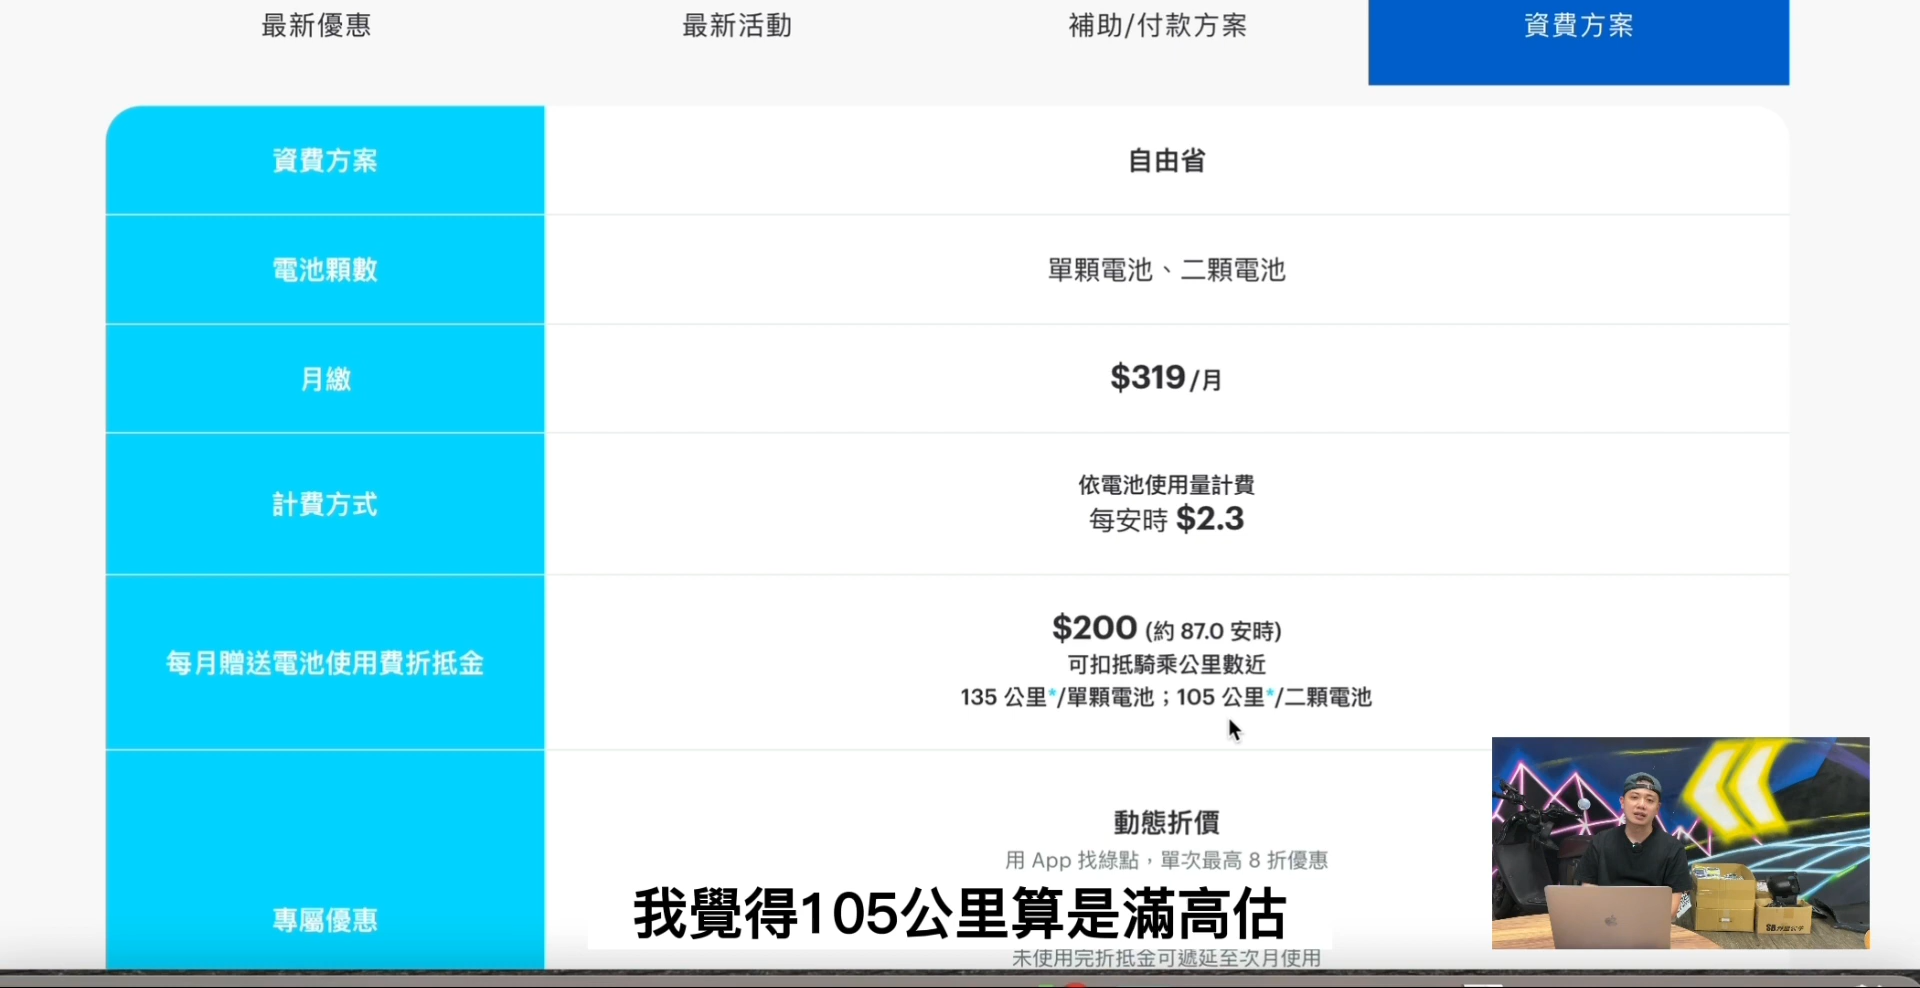 最新優惠
最新活動
補助/付款方案
資費方案
資費方案
自由省
電池顆數
單顆電池、二顆電池
月繳
$319/月
計費方式
依電池使用量計費
每安時 $2.3
每月贈送電池使用費折抵金
$200 (約 87.0 安時)
可扣抵騎乘公里數近
135 公里*/單顆電池；105 公里*/二顆電池
專屬優惠
動態折價
用 App 找綠點，單次最高 8 折優惠
我覺得105公里算是滿高估
未使用完折抵金可遞延至次月使用